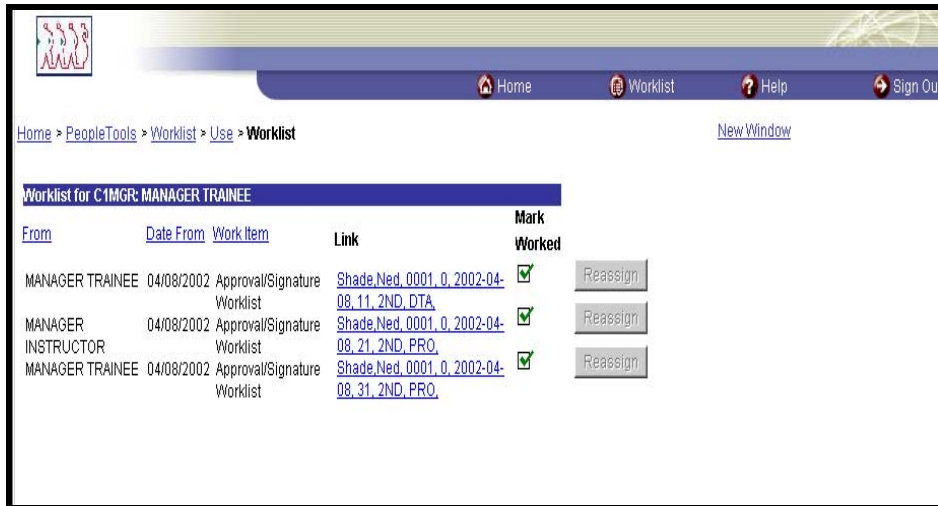 Home Worklist Help Sign Ou
Home > PeopleTools > Worklist > Use > Worklist New Window
Worklist for C1MGR: MANAGER TRAINEE
From Date From Work Item Link Mark Worked
MANAGER TRAINEE 04/08/2002 Approval/Signature Worklist Shade,Ned, 0001, 0, 2002-04-08, 11, 2ND, DTA, Reassign
MANAGER INSTRUCTOR 04/08/2002 Approval/Signature Worklist Shade,Ned, 0001, 0, 2002-04-08, 21, 2ND, PRO, Reassign
MANAGER TRAINEE 04/08/2002 Approval/Signature Worklist Shade,Ned, 0001, 0, 2002-04-08, 31, 2ND, PRO, Reassign